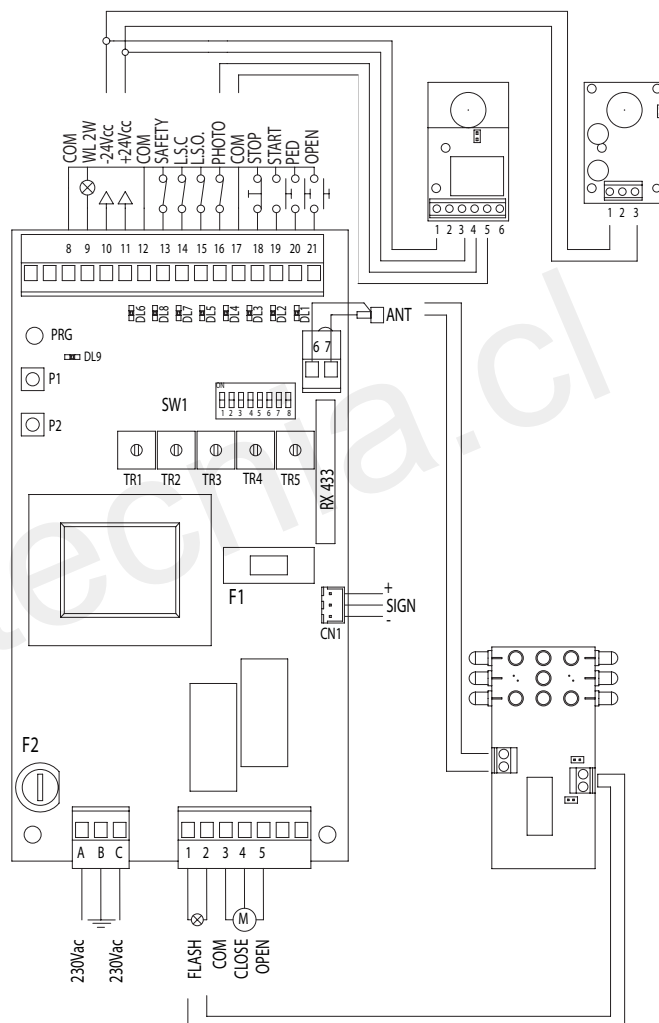 COM
WL 2W
-24Vcc
+24Vcc
COM
SAFETY
L.S.C
L.S.O.
PHOTO
COM
STOP
START
PED
OPEN
8 9 10 11 12 13 14 15 16 17 18 19 20 21
1 2 3 4 5 6
1 2 3
DL6 DL8 DL7 DL5 DL4 DL3 DL2 DL1
PRG
DL9
P1
P2
6 7
ANT
SW1
ON
1 2 3 4 5 6 7 8
TR1 TR2 TR3 TR4 TR5
RX 433
F1
+
SIGN
-
CN1
F2
A B C
1 2 3 4 5
M
230Vac
230Vac
FLASH
COM
CLOSE
OPEN
tecnia.cl